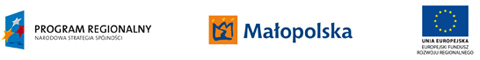 PROGRAM REGIONALNY
NARODOWA STRATEGIA SPÓJNOŚCI
Małopolska
UNIA EUROPEJSKA
EUROPEJSKI FUNDUSZ
ROZWOJU REGIONALNEGO